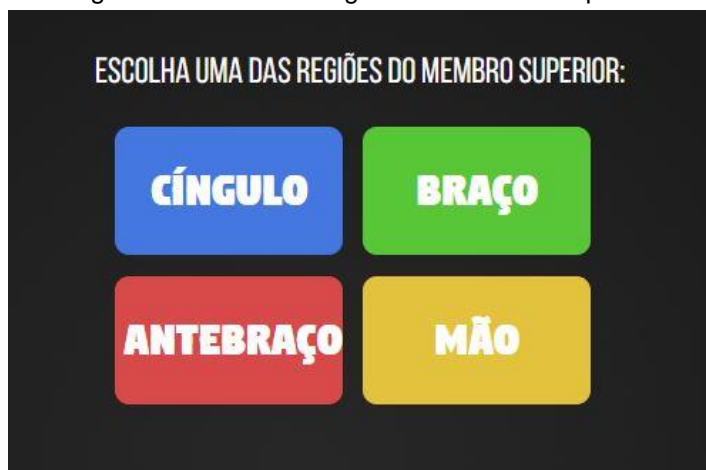 ESCOLHA UMA DAS REGIÕES DO MEMBRO SUPERIOR:
CÍNGULO
BRAÇO
ANTEBRAÇO
MÃO